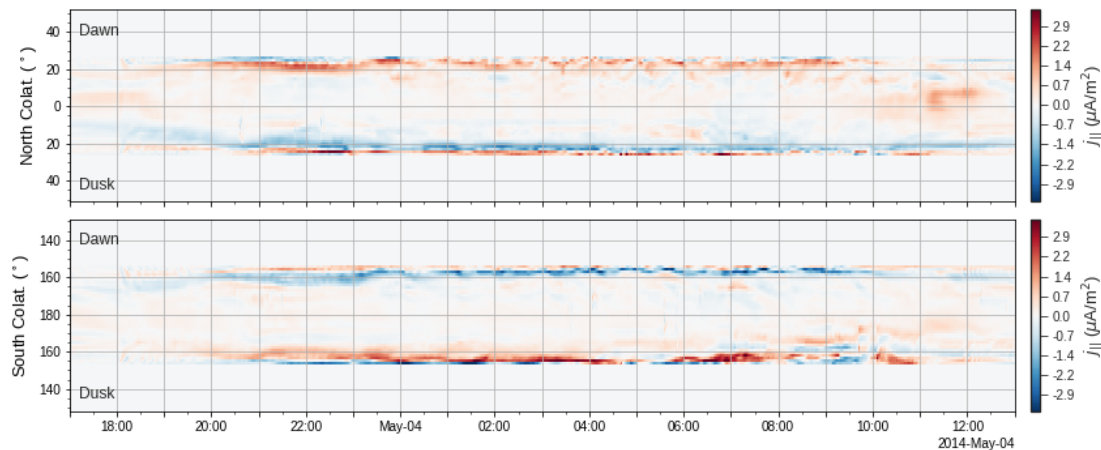 Dawn
40
20
0
20
40
Dusk
North Colat. (°)
2.9
2.2
1.4
0.7
0.0
-0.7
-1.4
-2.2
-2.9
j|| (μA/m²)
Dawn
140
160
180
160
140
Dusk
South Colat. (°)
2.9
2.2
1.4
0.7
0.0
-0.7
-1.4
-2.2
-2.9
j|| (μA/m²)
18:00 20:00 22:00 May-04 02:00 04:00 06:00 08:00 10:00 12:00
2014-May-04